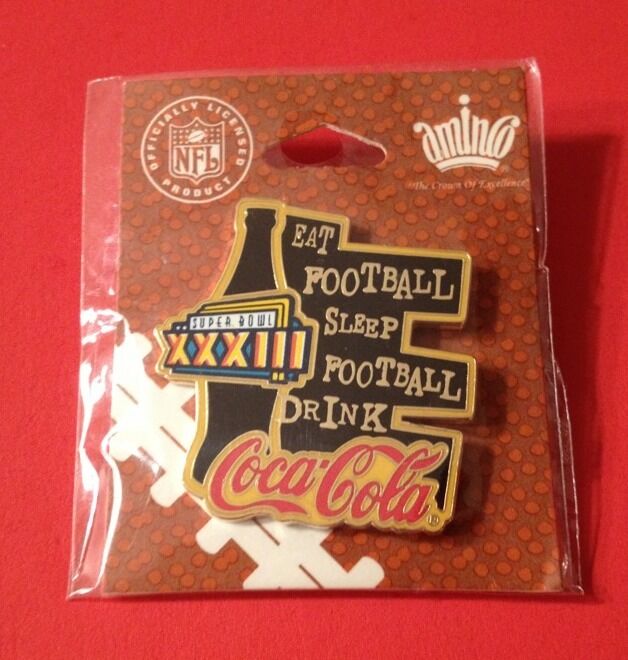 OFFICIALLY LICENSED
NFL
PRODUCT
aminco
"The Crown Of Excellence"
EAT
FOOTBALL
SLEEP
FOOTBALL
DRINK
SUPER BOWL
XXXIII
Coca-Cola®